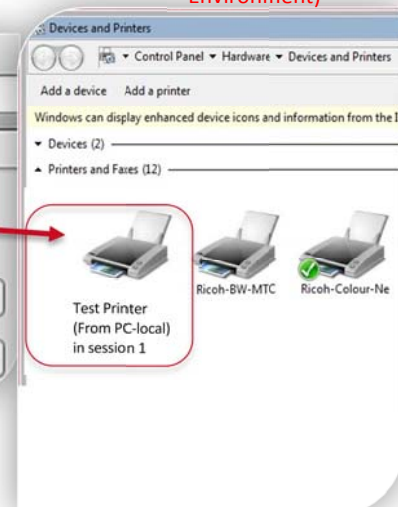 Environment)
Devices and Printers
Control Panel ▾ Hardware ▾ Devices and Printers
Add a device Add a printer
Windows can display enhanced device icons and information from the I
Devices (2)
Printers and Faxes (12)
Test Printer
(From PC-local)
in session 1
Ricoh-BW-MTC
Ricoh-Colour-Ne